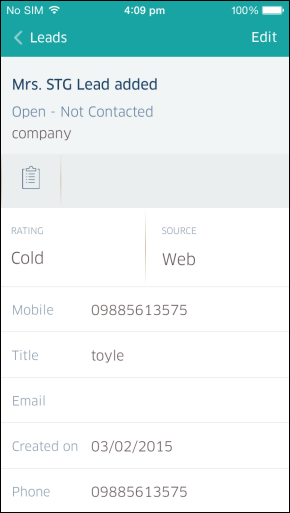 No SIM 4:09 pm 100%
Leads Edit
Mrs. STG Lead added
Open - Not Contacted
company
RATING SOURCE
Cold Web
Mobile 09885613575
Title toyle
Email
Created on 03/02/2015
Phone 09885613575